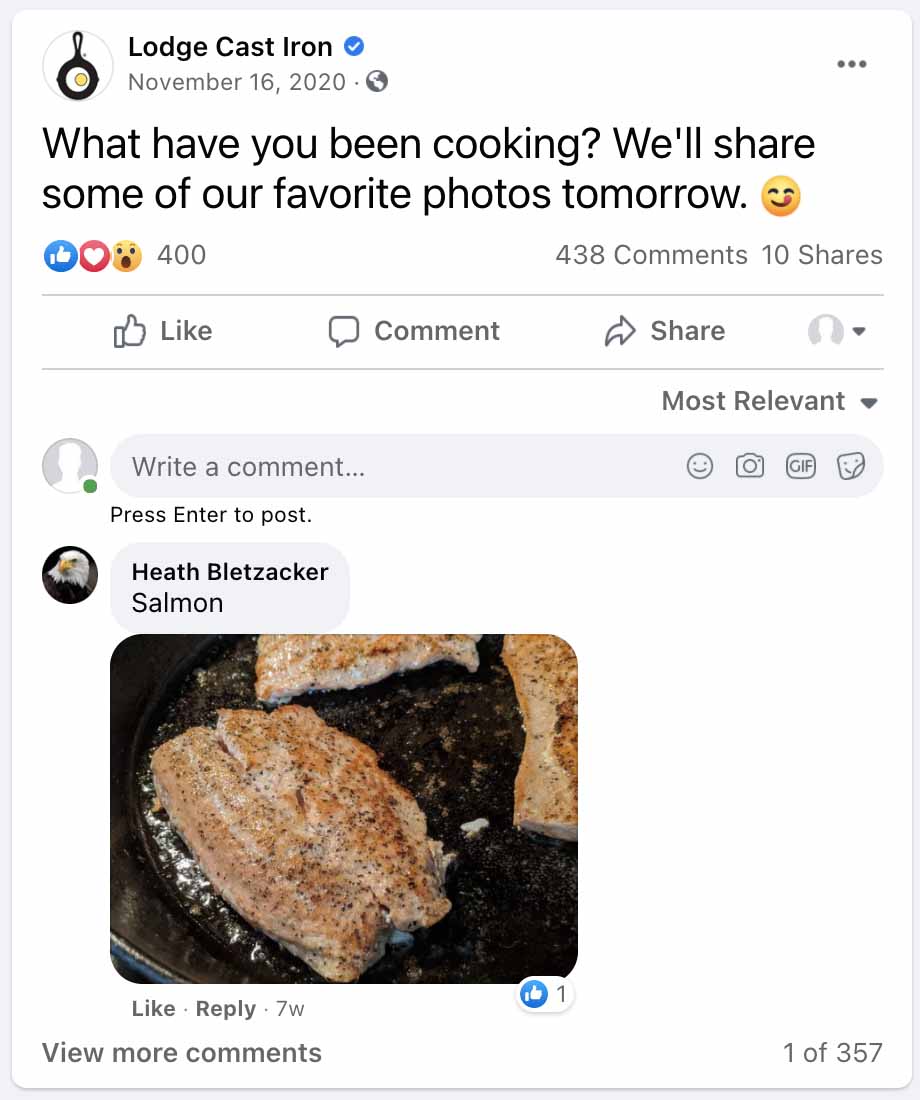 Lodge Cast Iron
November 16, 2020 ·
What have you been cooking? We'll share
some of our favorite photos tomorrow. 😋
400 438 Comments 10 Shares
Like Comment Share
Most Relevant
Write a comment... GIF
Press Enter to post.
Heath Bletzacker
Salmon
1
Like · Reply · 7w
View more comments 1 of 357